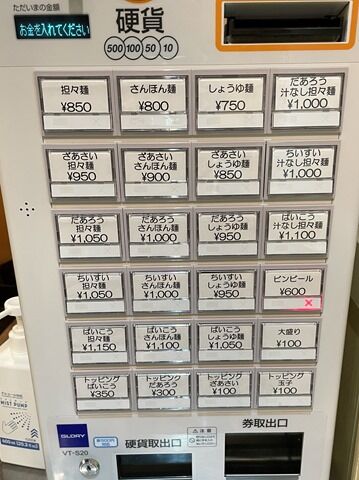 ただいまの金額
お金を入れてください
硬貨
500 100 50 10
担々麺
¥850
さんほん麺
¥800
しょうゆ麺
¥750
だあろう
汁なし担々麺
¥1,000
ざあさい
担々麺
¥950
ざあさい
さんほん麺
¥900
ざあさい
しょうゆ麺
¥850
ちいすい
汁なし担々麺
¥1,000
だあろう
担々麺
¥1,050
だあろう
さんほん麺
¥1,000
だあろう
しょうゆ麺
¥950
ぱいこう
汁なし担々麺
¥1,100
ちいすい
担々麺
¥1,050
ちいすい
さんほん麺
¥1,000
ちいすい
しょうゆ麺
¥950
ビンビール
¥600
×
ぱいこう
担々麺
¥1,150
ぱいこう
さんほん麺
¥1,100
ぱいこう
しょうゆ麺
¥1,050
大盛り
¥100
トッピング
ぱいこう
¥350
トッピング
だあろう
¥300
トッピング
ざあさい
¥100
トッピング
玉子
¥100
GLORY
VT-S20
硬貨取出口
注意
券取出口
MIST PUMP